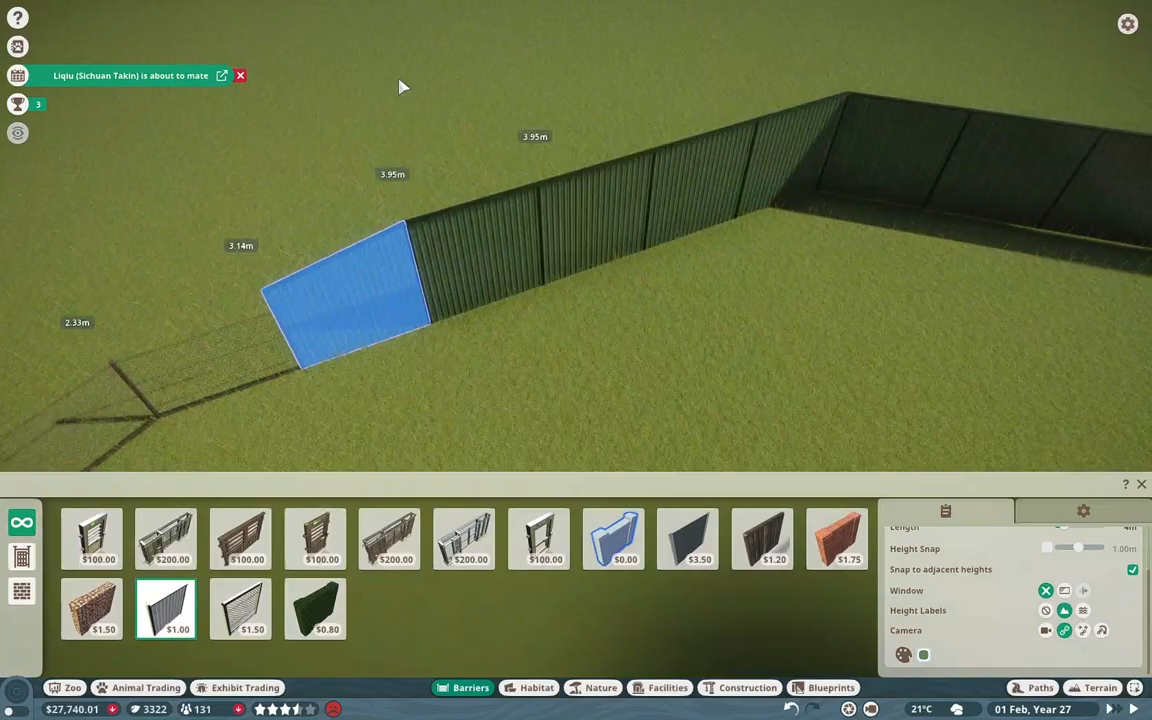 ?
Liqiu (Sichuan Takin) is about to mate
3
3.95m
3.95m
3.14m
2.33m
?
$100.00
$200.00
$100.00
$100.00
$200.00
$200.00
$100.00
$0.00
$3.50
$1.20
$1.75
$1.50
$1.00
$1.50
$0.80
Length 4m
Height Snap 1.00m
Snap to adjacent heights
Window
Height Labels
Camera
Zoo Animal Trading Exhibit Trading Barriers Habitat Nature Facilities Construction Blueprints Paths Terrain
$27,740.01 3322 131 21°C 01 Feb, Year 27